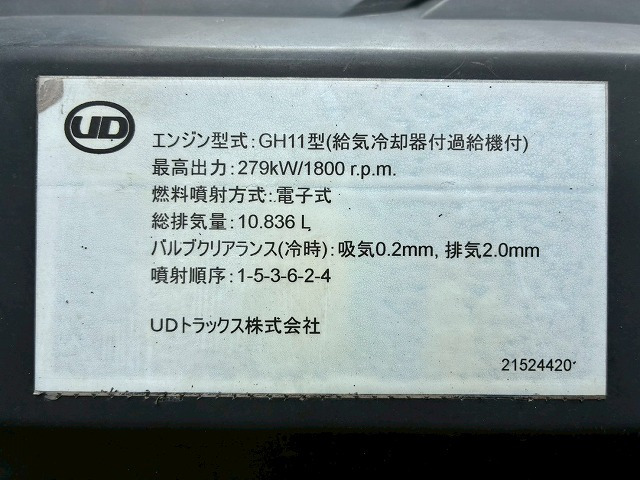 UD
エンジン型式:GH11型(給気冷却器付過給機付)
最高出力:279kW/1800 r.p.m.
燃料噴射方式:電子式
総排気量:10.836 L
バルブクリアランス(冷時):吸気0.2mm, 排気2.0mm
噴射順序:1-5-3-6-2-4
UDトラックス株式会社
21524420